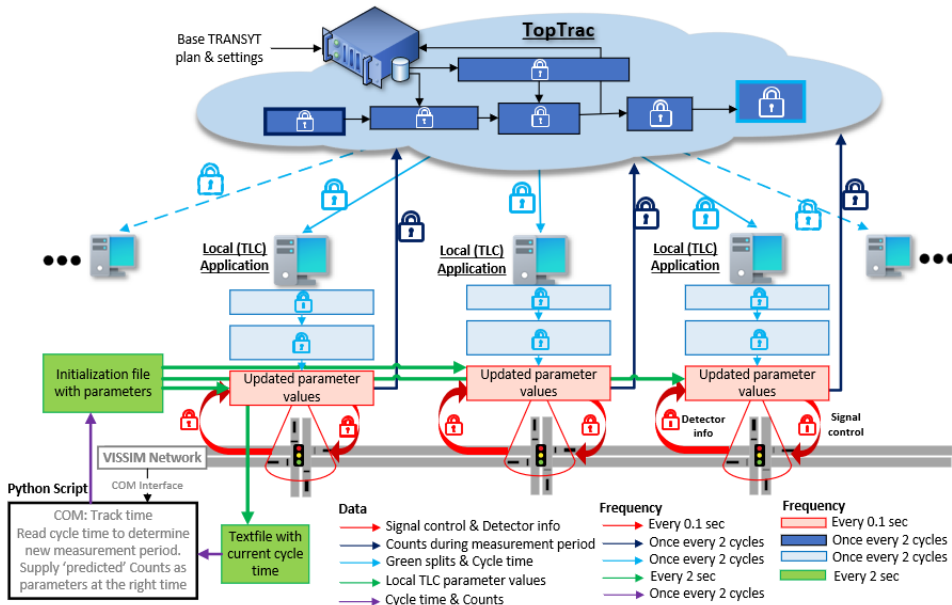 TopTrac
Base TRANSYT
plan & settings
Local (TLC)
Application
Local (TLC)
Application
Local (TLC)
Application
Initialization file
with parameters
Updated parameter
values
Updated parameter
values
Updated parameter
values
Detector
info
Signal
control
VISSIM Network
COM Interface
Python Script
COM: Track time
Read cycle time to determine
new measurement period.
Supply ‘predicted’ Counts as
parameters at the right time
Textfile with
current cycle
time
Data
Signal control & Detector info
Counts during measurement period
Green splits & Cycle time
Local TLC parameter values
Cycle time & Counts
Frequency
Every 0.1 sec
Once every 2 cycles
Once every 2 cycles
Every 2 sec
Once every 2 cycles
Frequency
Every 0.1 sec
Once every 2 cycles
Once every 2 cycles
Every 2 sec